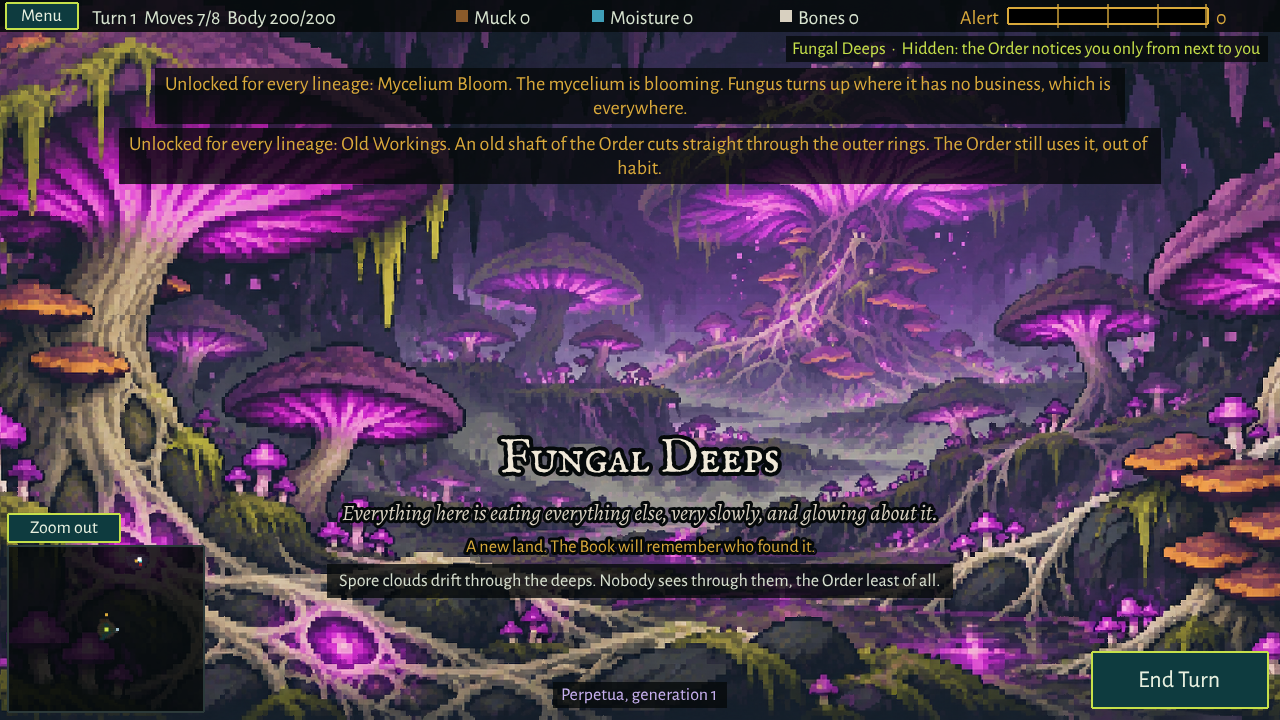 Menu
Turn 1 Moves 7/8 Body 200/200
Muck 0
Moisture 0
Bones 0
Alert
0
Fungal Deeps · Hidden: the Order notices you only from next to you
Unlocked for every lineage: Mycelium Bloom. The mycelium is blooming. Fungus turns up where it has no business, which is
everywhere.
Unlocked for every lineage: Old Workings. An old shaft of the Order cuts straight through the outer rings. The Order still uses it, out of
habit.
Fungal Deeps
Everything here is eating everything else, very slowly, and glowing about it.
A new land. The Book will remember who found it.
Spore clouds drift through the deeps. Nobody sees through them, the Order least of all.
Zoom out
Perpetua, generation 1
End Turn